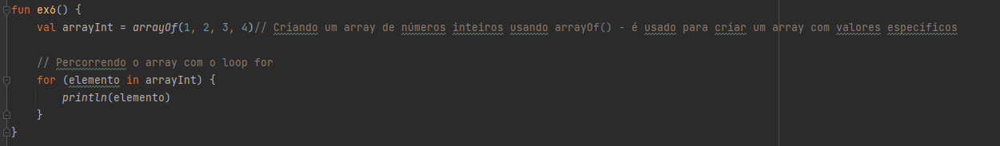 fun ex6() {
    val arrayInt = arrayOf(1, 2, 3, 4)// Criando um array de números inteiros usando arrayOf() - é usado para criar um array com valores específicos
    // Percorrendo o array com o loop for
    for (elemento in arrayInt) {
        println(elemento)
    }
}